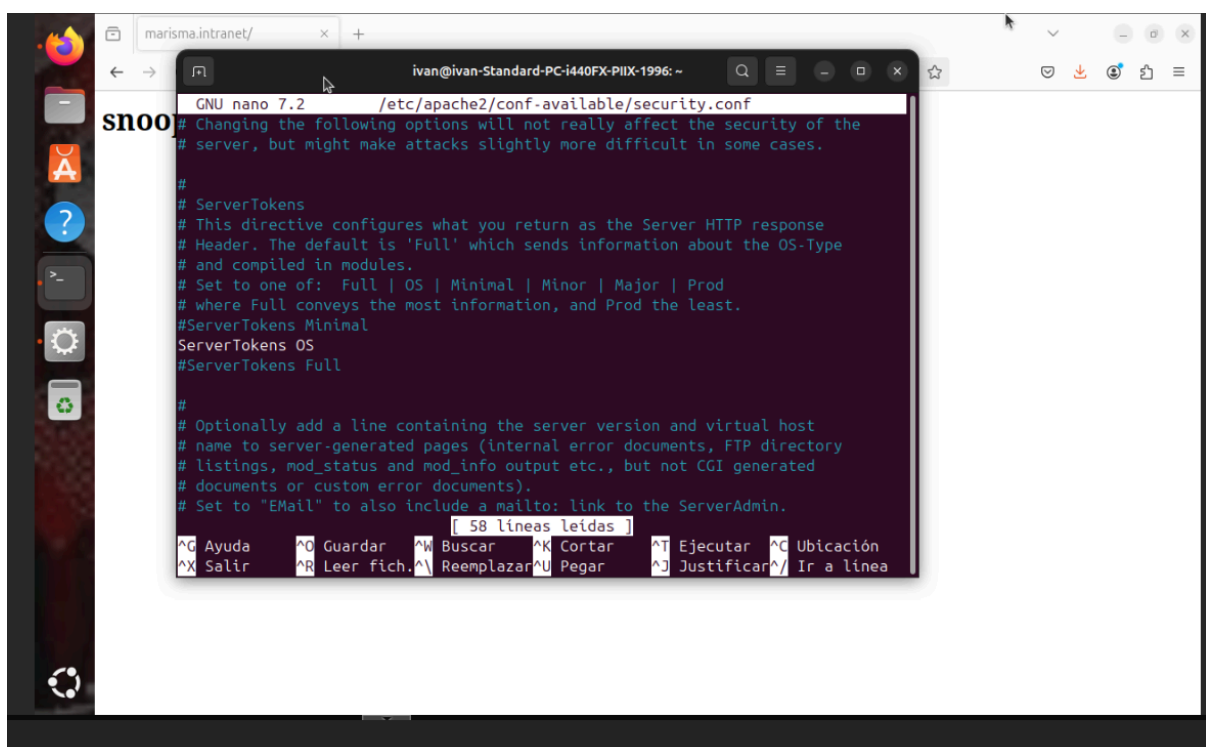 marisma.intranet/
ivan@ivan-Standard-PC-i440FX-PIIX-1996: ~
GNU nano 7.2 /etc/apache2/conf-available/security.conf
# Changing the following options will not really affect the security of the
# server, but might make attacks slightly more difficult in some cases.
#
# ServerTokens
# This directive configures what you return as the Server HTTP response
# Header. The default is 'Full' which sends information about the OS-Type
# and compiled in modules.
# Set to one of:  Full | OS | Minimal | Minor | Major | Prod
# where Full conveys the most information, and Prod the least.
#ServerTokens Minimal
ServerTokens OS
#ServerTokens Full
#
# Optionally add a line containing the server version and virtual host
# name to server-generated pages (internal error documents, FTP directory
# listings, mod_status and mod_info output etc., but not CGI generated
# documents or custom error documents).
# Set to "EMail" to also include a mailto: link to the ServerAdmin.
[ 58 líneas leídas ]
^G Ayuda ^O Guardar ^W Buscar ^K Cortar ^T Ejecutar ^C Ubicación
^X Salir ^R Leer fich. ^\ Reemplazar ^U Pegar ^J Justificar ^/ Ir a línea